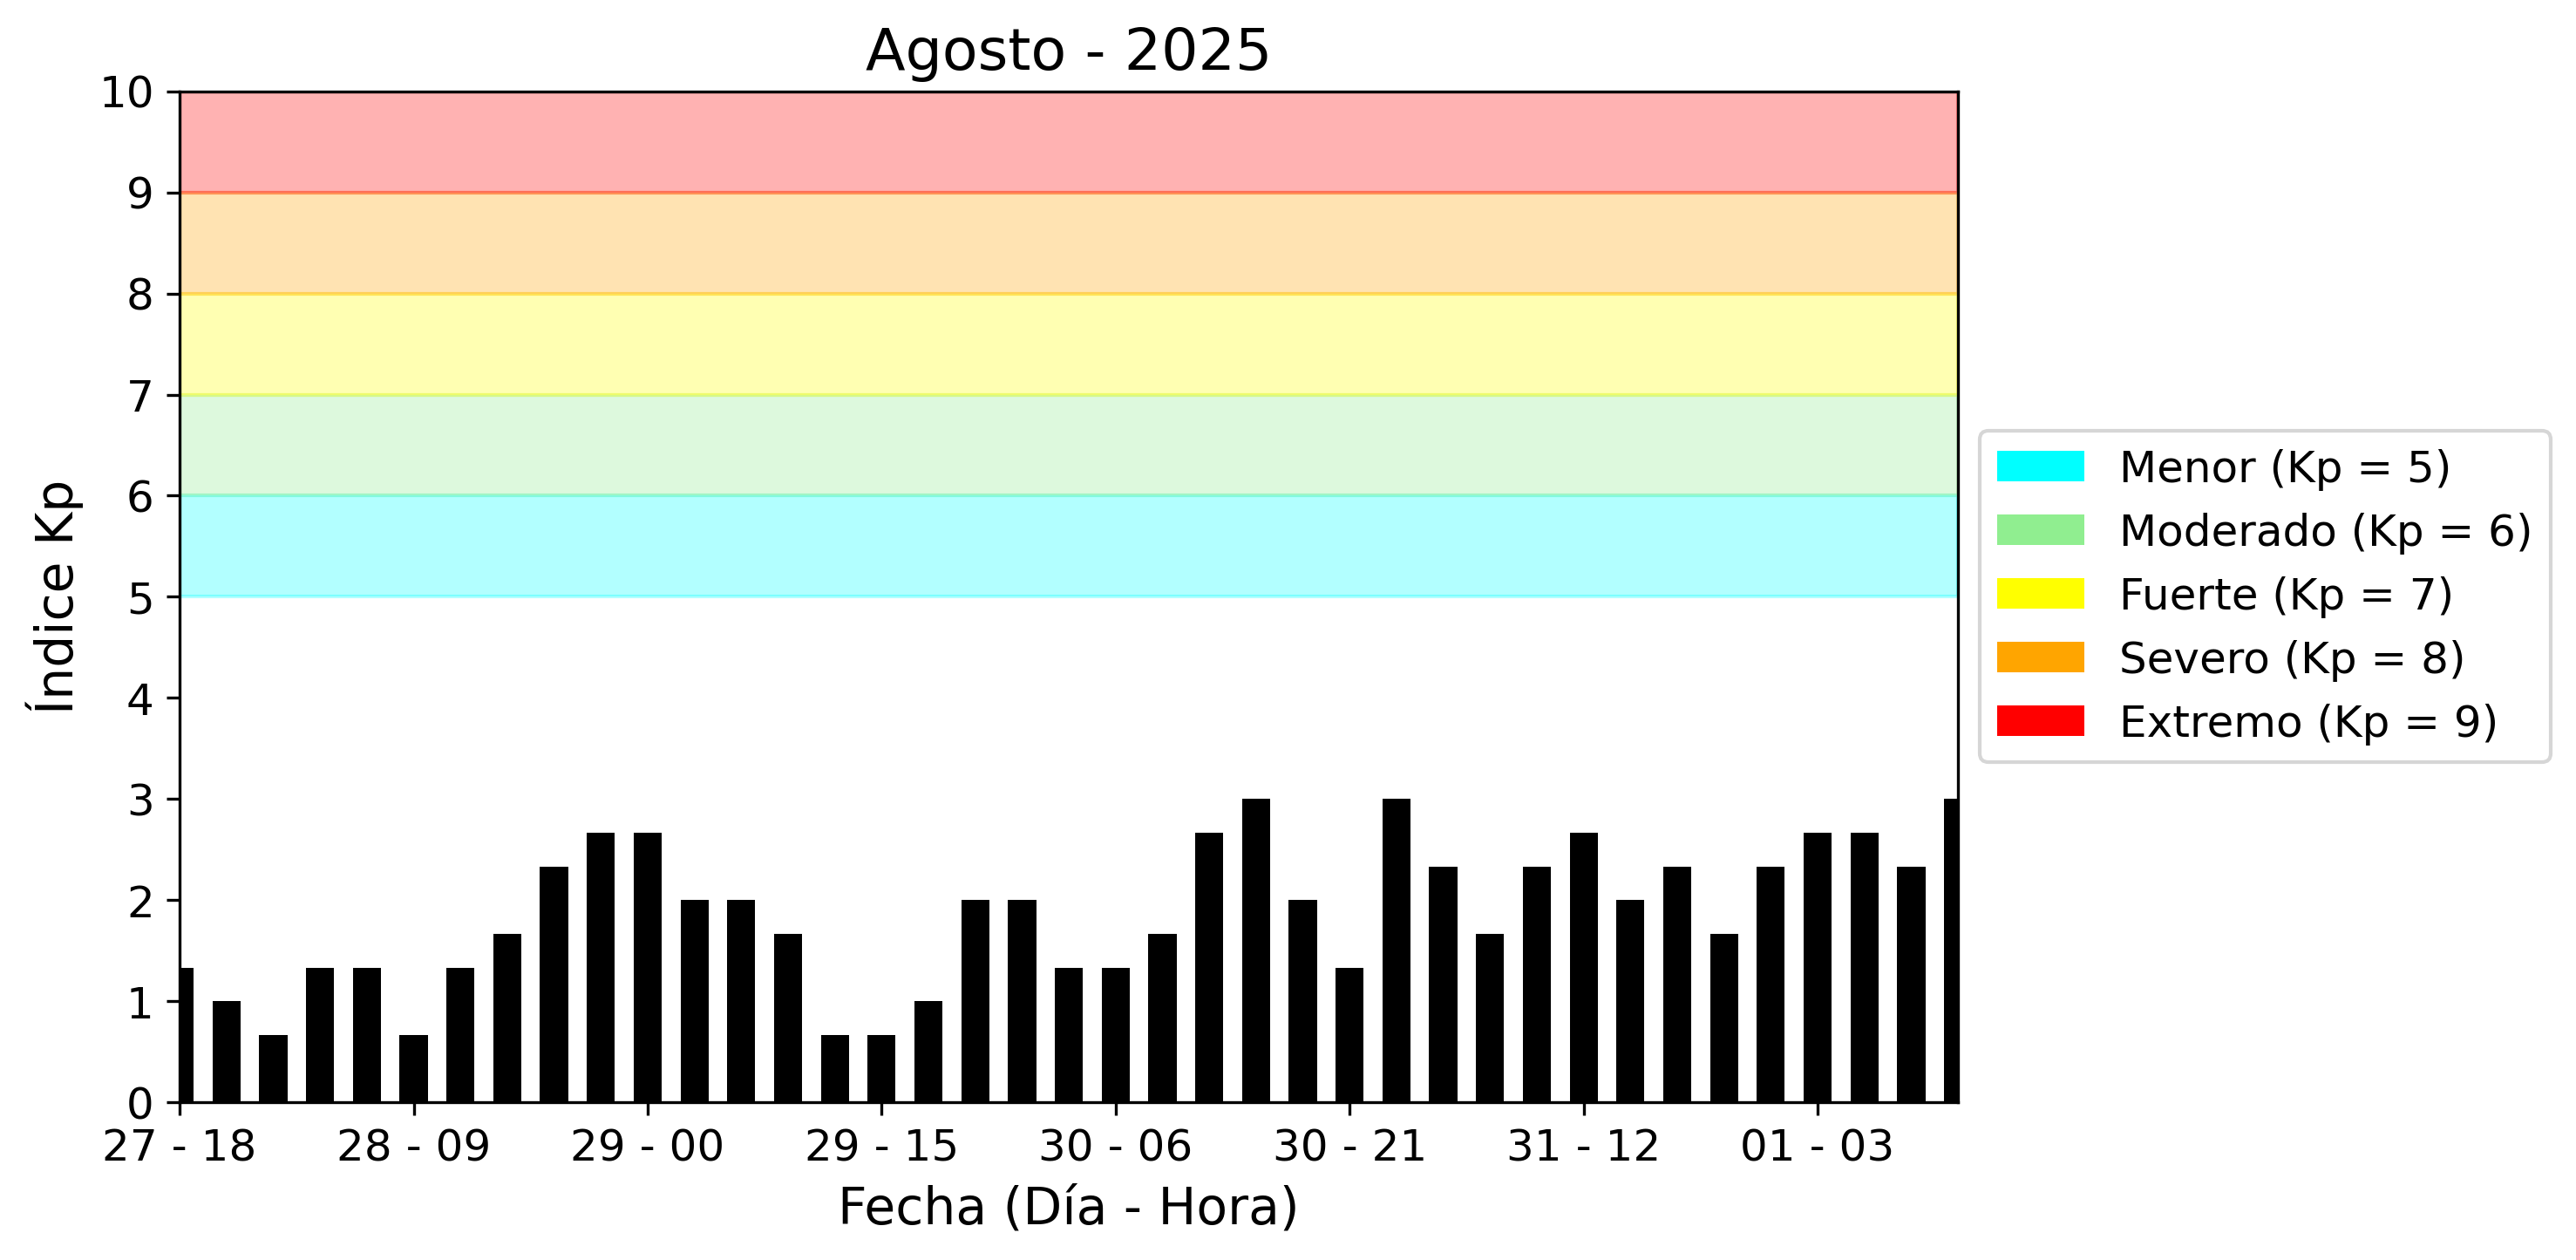 Agosto - 2025
10
9
8
7
6
5
4
3
2
1
0
Índice Kp
27 - 18
28 - 09
29 - 00
29 - 15
30 - 06
30 - 21
31 - 12
01 - 03
Fecha (Día - Hora)
Menor (Kp = 5)
Moderado (Kp = 6)
Fuerte (Kp = 7)
Severo (Kp = 8)
Extremo (Kp = 9)